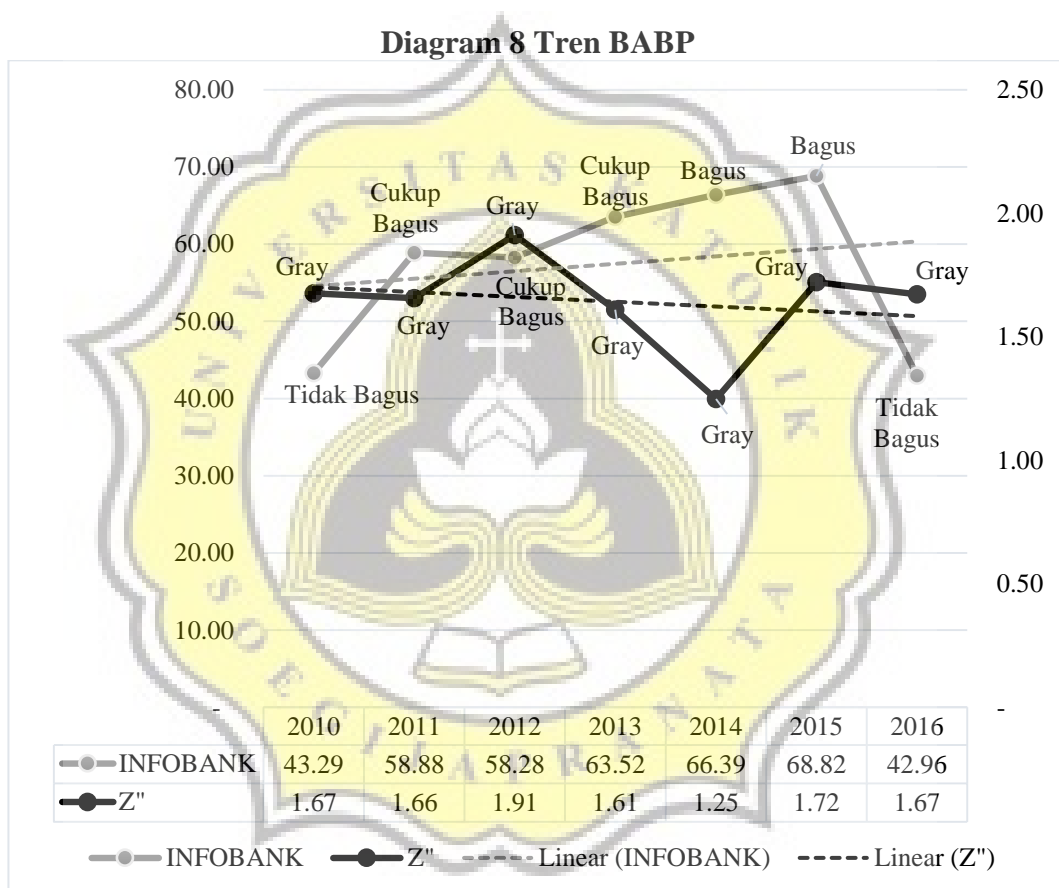 Diagram 8 Tren BABP
80.00
70.00
60.00
50.00
40.00
30.00
20.00
10.00
-
2.50
2.00
1.50
1.00
0.50
-
Gray
Tidak Bagus
Cukup
Bagus
Gray
Gray
Cukup
Bagus
Cukup
Bagus
Gray
Bagus
Gray
Bagus
Gray
Gray
Tidak
Bagus
UNIVERSITAS KATOLIK
SOEGIJAPRANATA
2010 2011 2012 2013 2014 2015 2016
INFOBANK 43.29 58.88 58.28 63.52 66.39 68.82 42.96
Z" 1.67 1.66 1.91 1.61 1.25 1.72 1.67
INFOBANK Z" Linear (INFOBANK) Linear (Z")